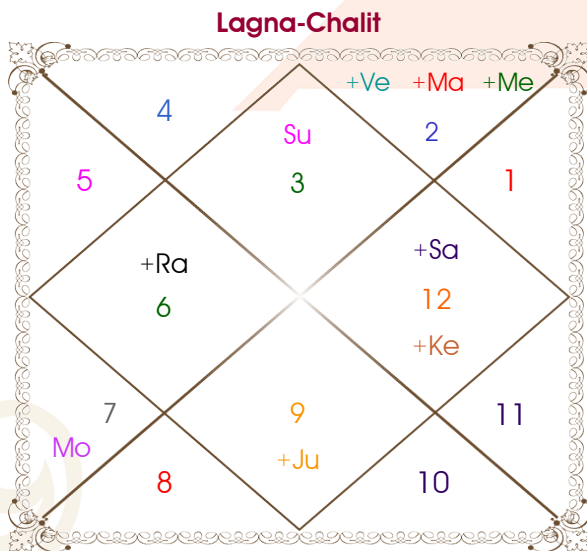 Lagna-Chalit
+Ve +Ma +Me
4
Su
2
5
3
1
+Ra
+Sa
6
12
+Ke
7
9
11
Mo
+Ju
8
10